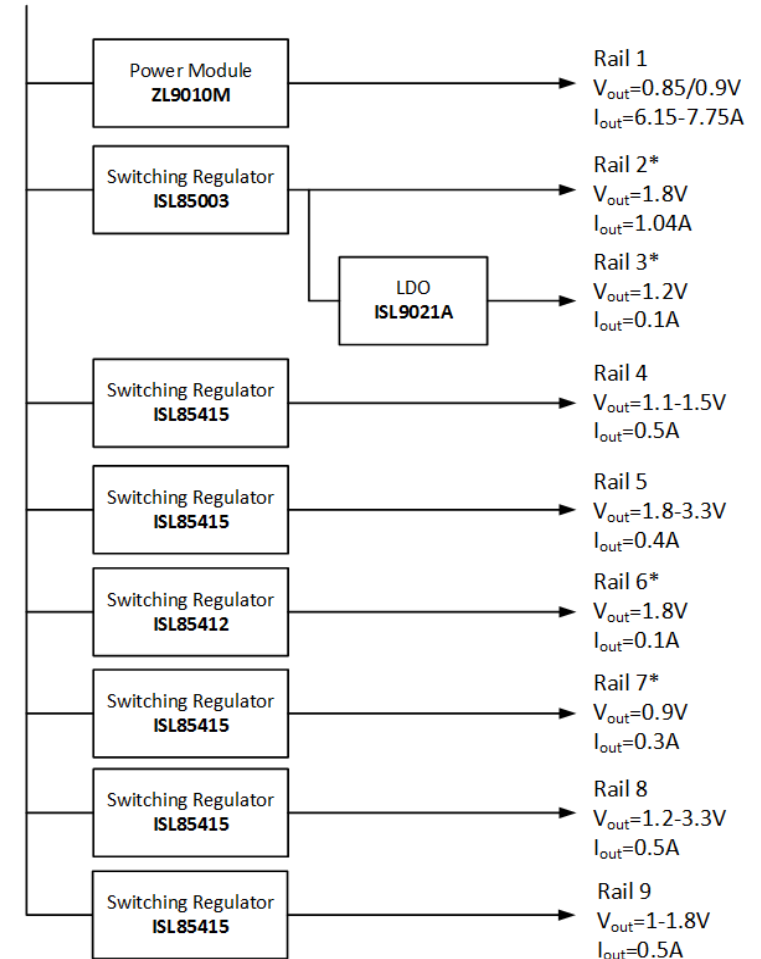 Power Module
ZL9010M
Rail 1
Vout=0.85/0.9V
Iout=6.15-7.75A
Switching Regulator
ISL85003
Rail 2*
Vout=1.8V
Iout=1.04A
LDO
ISL9021A
Rail 3*
Vout=1.2V
Iout=0.1A
Switching Regulator
ISL85415
Rail 4
Vout=1.1-1.5V
Iout=0.5A
Switching Regulator
ISL85415
Rail 5
Vout=1.8-3.3V
Iout=0.4A
Switching Regulator
ISL85412
Rail 6*
Vout=1.8V
Iout=0.1A
Switching Regulator
ISL85415
Rail 7*
Vout=0.9V
Iout=0.3A
Switching Regulator
ISL85415
Rail 8
Vout=1.2-3.3V
Iout=0.5A
Switching Regulator
ISL85415
Rail 9
Vout=1-1.8V
Iout=0.5A